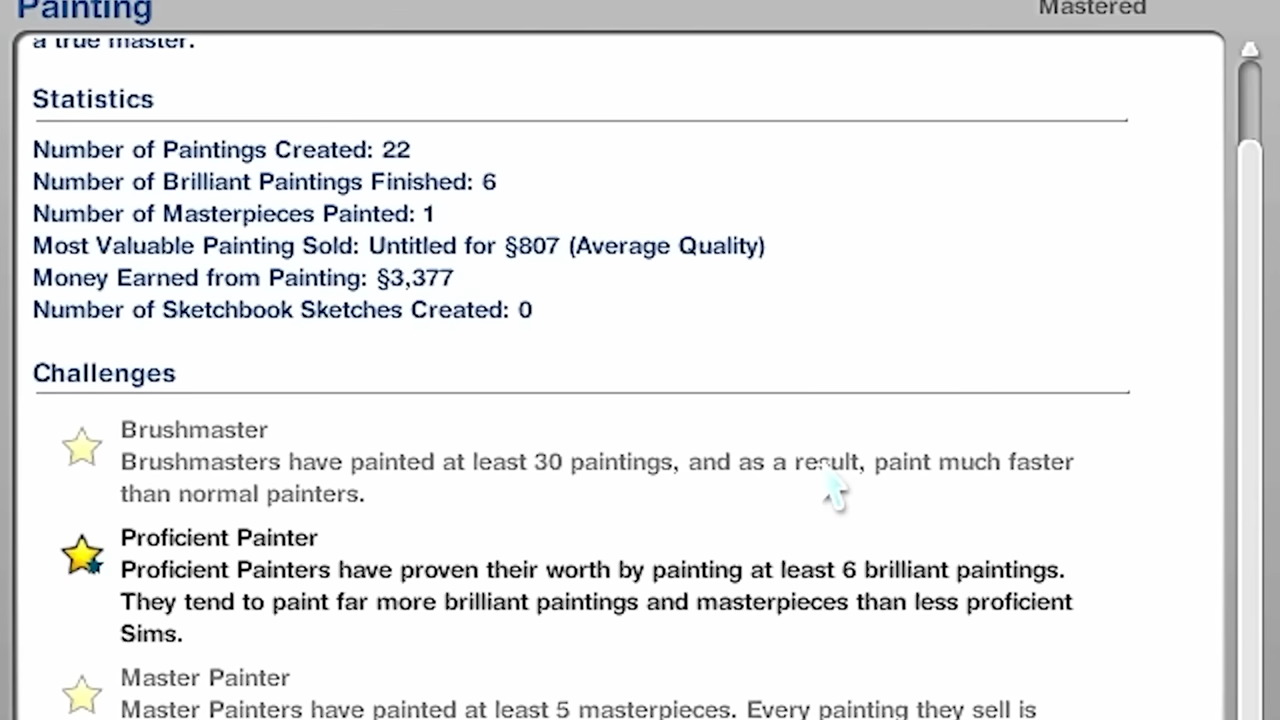 Painting
Mastered
a true master.
Statistics
Number of Paintings Created: 22
Number of Brilliant Paintings Finished: 6
Number of Masterpieces Painted: 1
Most Valuable Painting Sold: Untitled for §807 (Average Quality)
Money Earned from Painting: §3,377
Number of Sketchbook Sketches Created: 0
Challenges
Brushmaster
Brushmasters have painted at least 30 paintings, and as a result, paint much faster
than normal painters.
Proficient Painter
Proficient Painters have proven their worth by painting at least 6 brilliant paintings.
They tend to paint far more brilliant paintings and masterpieces than less proficient
Sims.
Master Painter
Master Painters have painted at least 5 masterpieces. Every painting they sell is